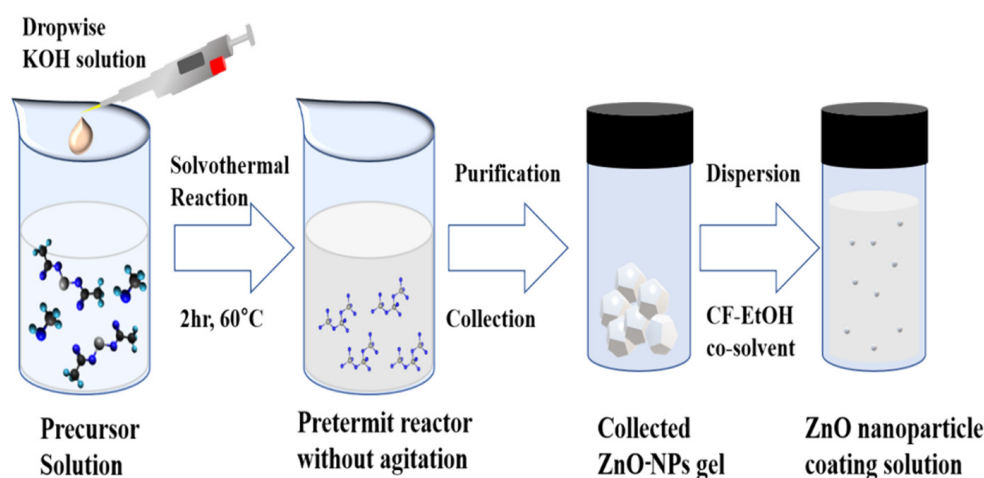 Dropwise
KOH solution
Solvothermal
Reaction
2hr, 60°C
Purification
Collection
Dispersion
CF-EtOH
co-solvent
Precursor
Solution
Pretermit reactor
without agitation
Collected
ZnO-NPs gel
ZnO nanoparticle
coating solution